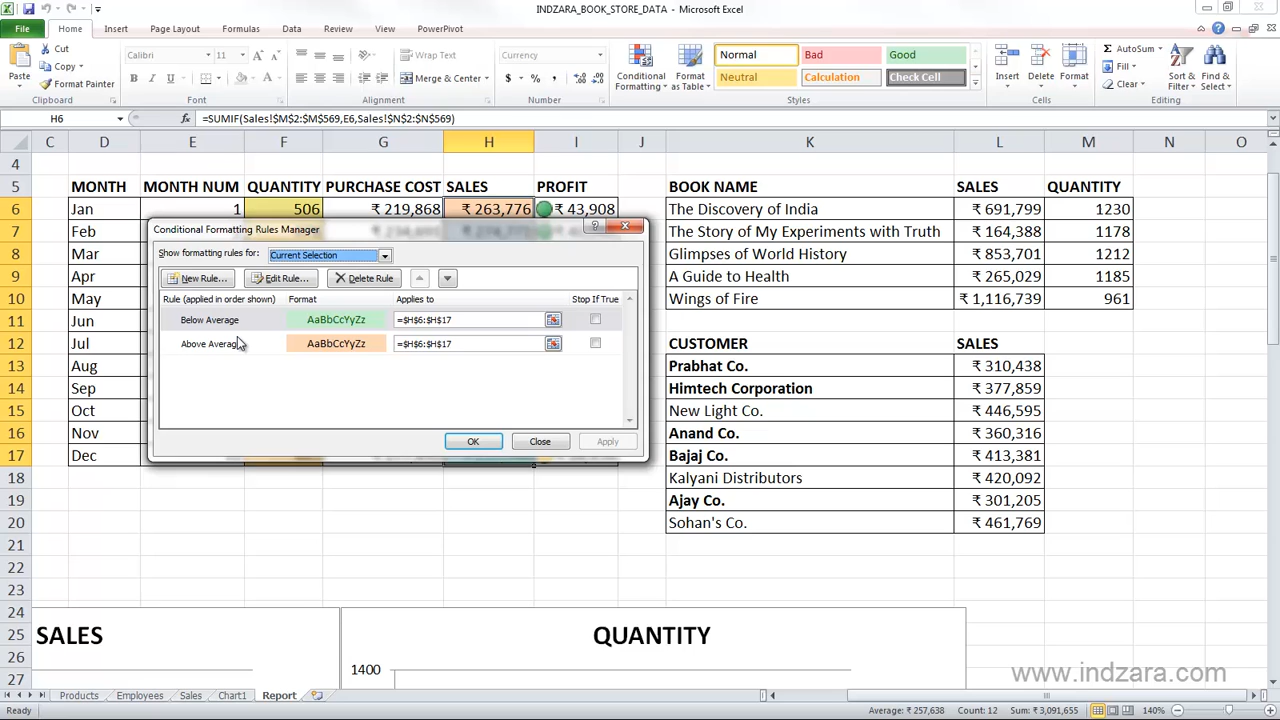 INDZARA_BOOK_STORE_DATA - Microsoft Excel
File Home Insert Page Layout Formulas Data Review View PowerPivot
Paste Cut Copy Format Painter
Calibri 11
Wrap Text
Merge & Center
Currency
Conditional Formatting Format as Table
Normal Bad Good
Neutral Calculation Check Cell
Insert Delete Format
AutoSum Fill Clear
Sort & Filter Find & Select
Clipboard Font Alignment Number Styles Cells Editing
H6 fx =SUMIF(Sales!$M$2:$M$569,E6,Sales!$N$2:$N$569)
C D E F G H I J K L M N O
4
5 MONTH MONTH NUM QUANTITY PURCHASE COST SALES PROFIT BOOK NAME SALES QUANTITY
6 Jan 1 506 ₹ 219,868 ₹ 263,776 ₹ 43,908 The Discovery of India ₹ 691,799 1230
7 Feb The Story of My Experiments with Truth ₹ 164,388 1178
8 Mar Glimpses of World History ₹ 853,701 1212
9 Apr A Guide to Health ₹ 265,029 1185
10 May Wings of Fire ₹ 1,116,739 961
11 Jun
12 Jul CUSTOMER SALES
13 Aug Prabhat Co. ₹ 310,438
14 Sep Himtech Corporation ₹ 377,859
15 Oct New Light Co. ₹ 446,595
16 Nov Anand Co. ₹ 360,316
17 Dec Bajaj Co. ₹ 413,381
18 Kalyani Distributors ₹ 420,092
19 Ajay Co. ₹ 301,205
20 Sohan's Co. ₹ 461,769
21
22
23
24
25
26
27
Conditional Formatting Rules Manager
Show formatting rules for: Current Selection
New Rule... Edit Rule... Delete Rule
Rule (applied in order shown) Format Applies to Stop If True
Below Average AaBbCcYyZz =$H$6:$H$17
Above Average AaBbCcYyZz =$H$6:$H$17
OK Close Apply
SALES QUANTITY
1400
www.indzara.com
Products Employees Sales Chart1 Report
Ready Average: ₹ 257,638 Count: 12 Sum: ₹ 3,091,655 140%